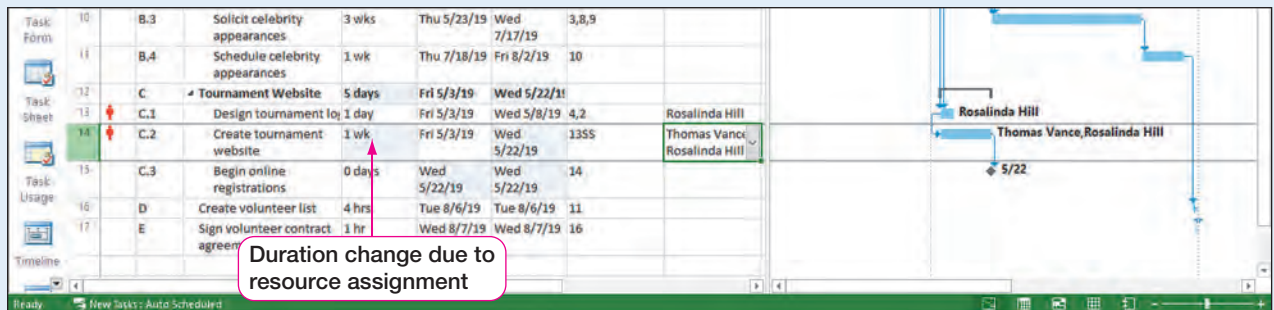 Task
Form
10 B.3 Solicit celebrity 3 wks Thu 5/23/19 Wed 3,8,9
appearances 7/17/19
11 B.4 Schedule celebrity 1 wk Thu 7/18/19 Fri 8/2/19 10
appearances
Task
Sheet
12 C Tournament Website 5 days Fri 5/3/19 Wed 5/22/1
13 C.1 Design tournament lo 1 day Fri 5/3/19 Wed 5/8/19 4,2 Rosalinda Hill Rosalinda Hill
14 C.2 Create tournament 1 wk Fri 5/3/19 Wed 13SS Thomas Vance Thomas Vance,Rosalinda Hill
website 5/22/19 Rosalinda Hill
Task
Usage
15 C.3 Begin online 0 days Wed Wed 14 5/22
registrations 5/22/19 5/22/19
16 D Create volunteer list 4 hrs Tue 8/6/19 Tue 8/6/19 11
17 E Sign volunteer contract 1 hr Wed 8/7/19 Wed 8/7/19 16
agreem
Timeline
Duration change due to
resource assignment
Ready New Tasks : Auto Scheduled